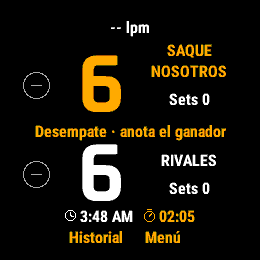 -- lpm
6
SAQUE
NOSOTROS
Sets 0
Desempate · anota el ganador
6
RIVALES
Sets 0
3:48 AM 02:05
Historial Menú